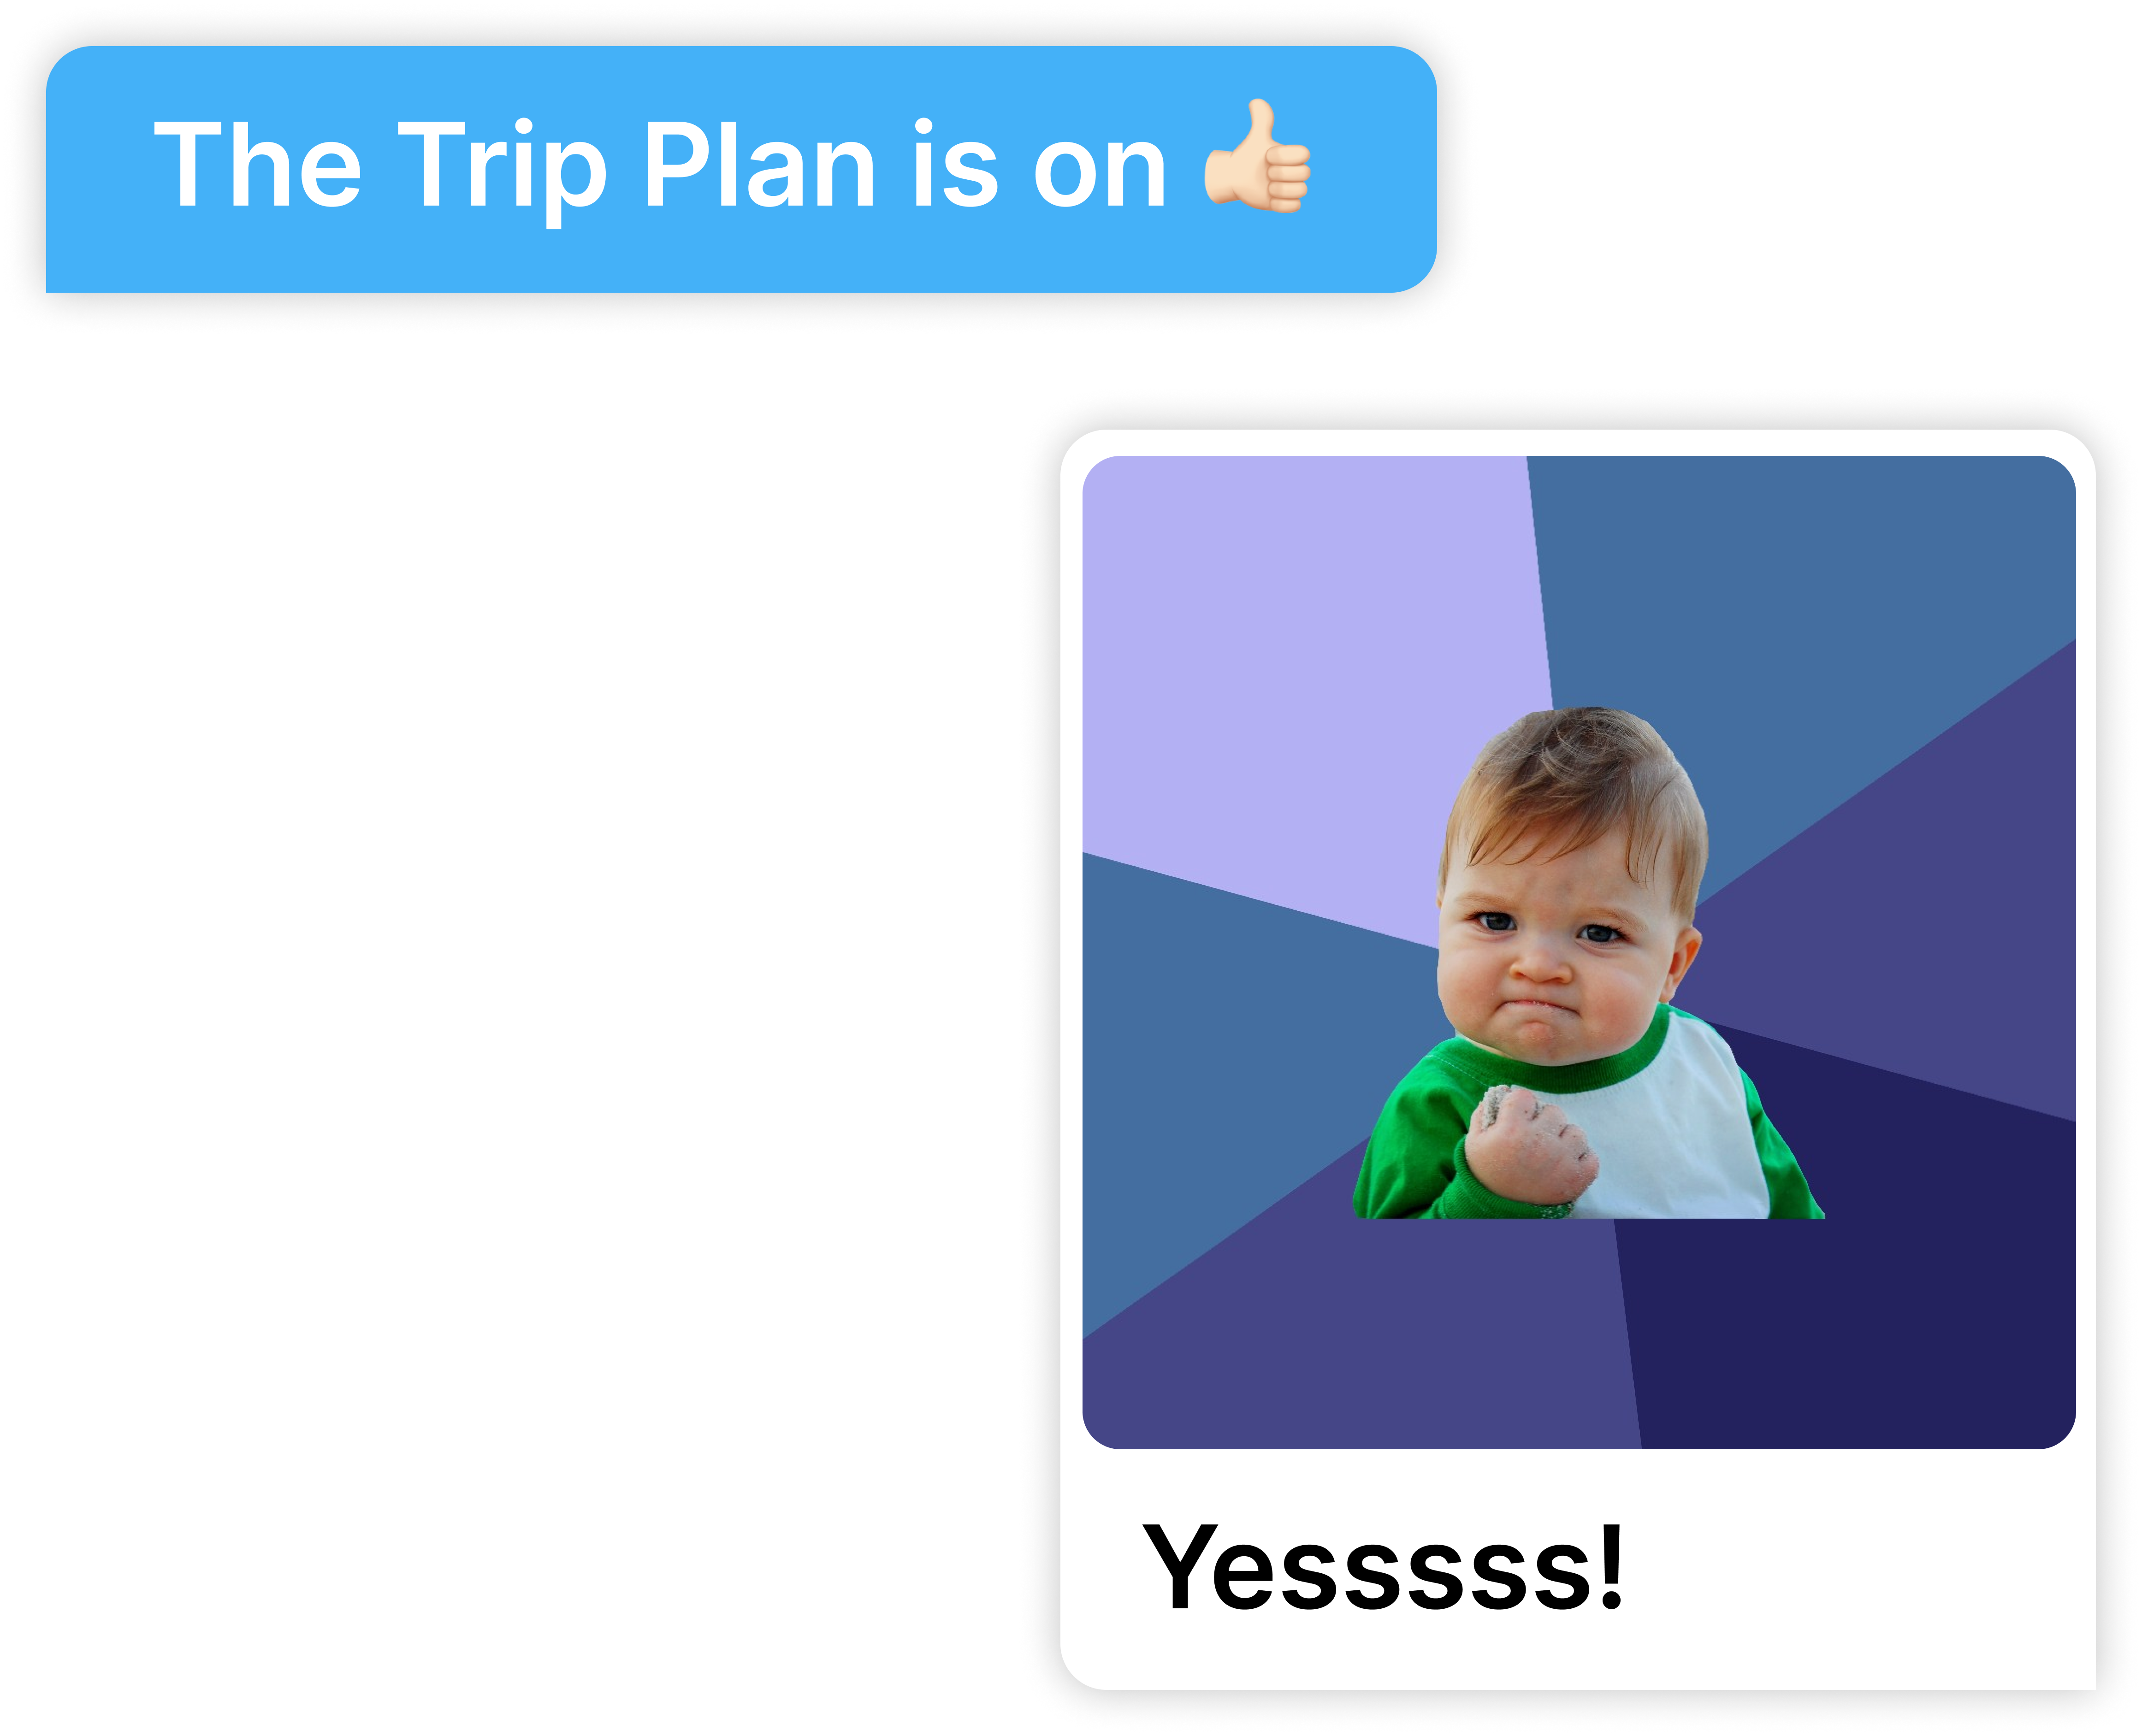 The Trip Plan is on 👍🏻
Yesssss!